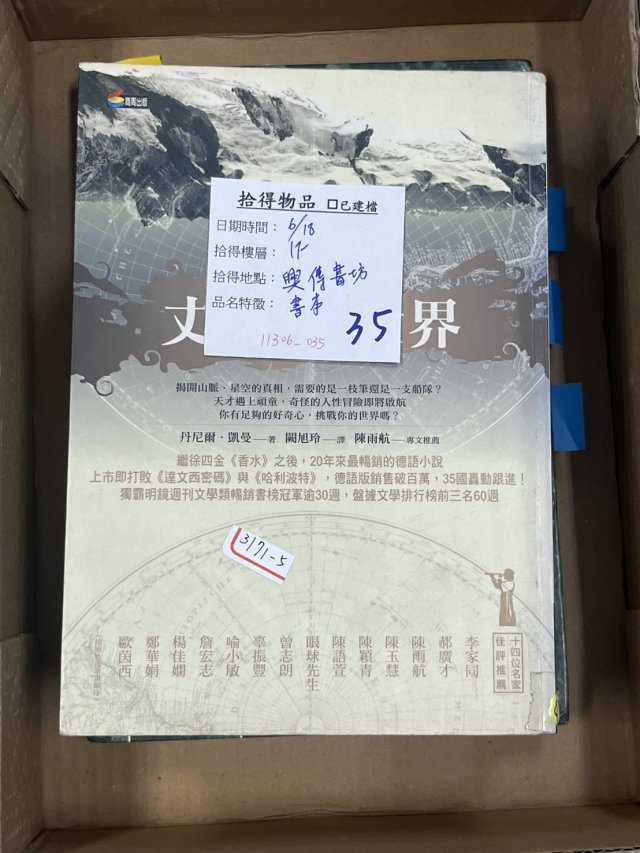 商周出版
拾得物品 □已建檔
日期時間：6/18
拾得樓層：1F
拾得地點：興傳書坊
品名特徵：書本
35
11306-035
丈
界
揭開山脈、星空的真相，需要的是一枝筆還是一支船隊？
天才遇上頑童，奇怪的人性冒險即將啟航
你有足夠的好奇心，挑戰你的世界嗎？
丹尼爾．凱曼——著 闕旭玲——譯 陳雨航——專文推薦
繼徐四金《香水》之後，20年來最暢銷的德語小說
上市即打敗《達文西密碼》與《哈利波特》，德語版銷售破百萬，35國轟動跟進！
獨霸明鏡週刊文學類暢銷書榜冠軍逾30週，盤據文學排行榜前三名60週
3171-5
十四位名家
佳評推薦
李家同
郝廣才
陳雨航
陳玉慧
陳穎青
陳語萱
眼球先生
曾志朗
辜振豐
喻小敏
詹宏志
楊佳嫻
鄭華娟
歐茵西